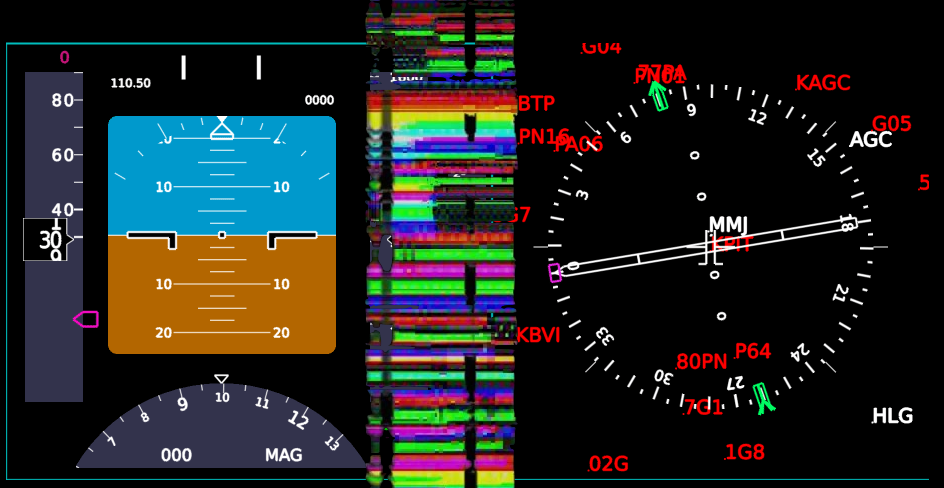 0
110.50
0000
80
60
40
30
10 10
10 10
20 20
7 8 9 10 11 12 13
000 MAG
.G04
77PA
PN01
KAGC
G05
AGC
BTP
PN16
PA06
.5
G7
MMJ
KPIT
KBVI
80PN
P64
7G1
HLG
.1G8
.02G
0 3 6 9 12 15 18 21 24 27 30 33